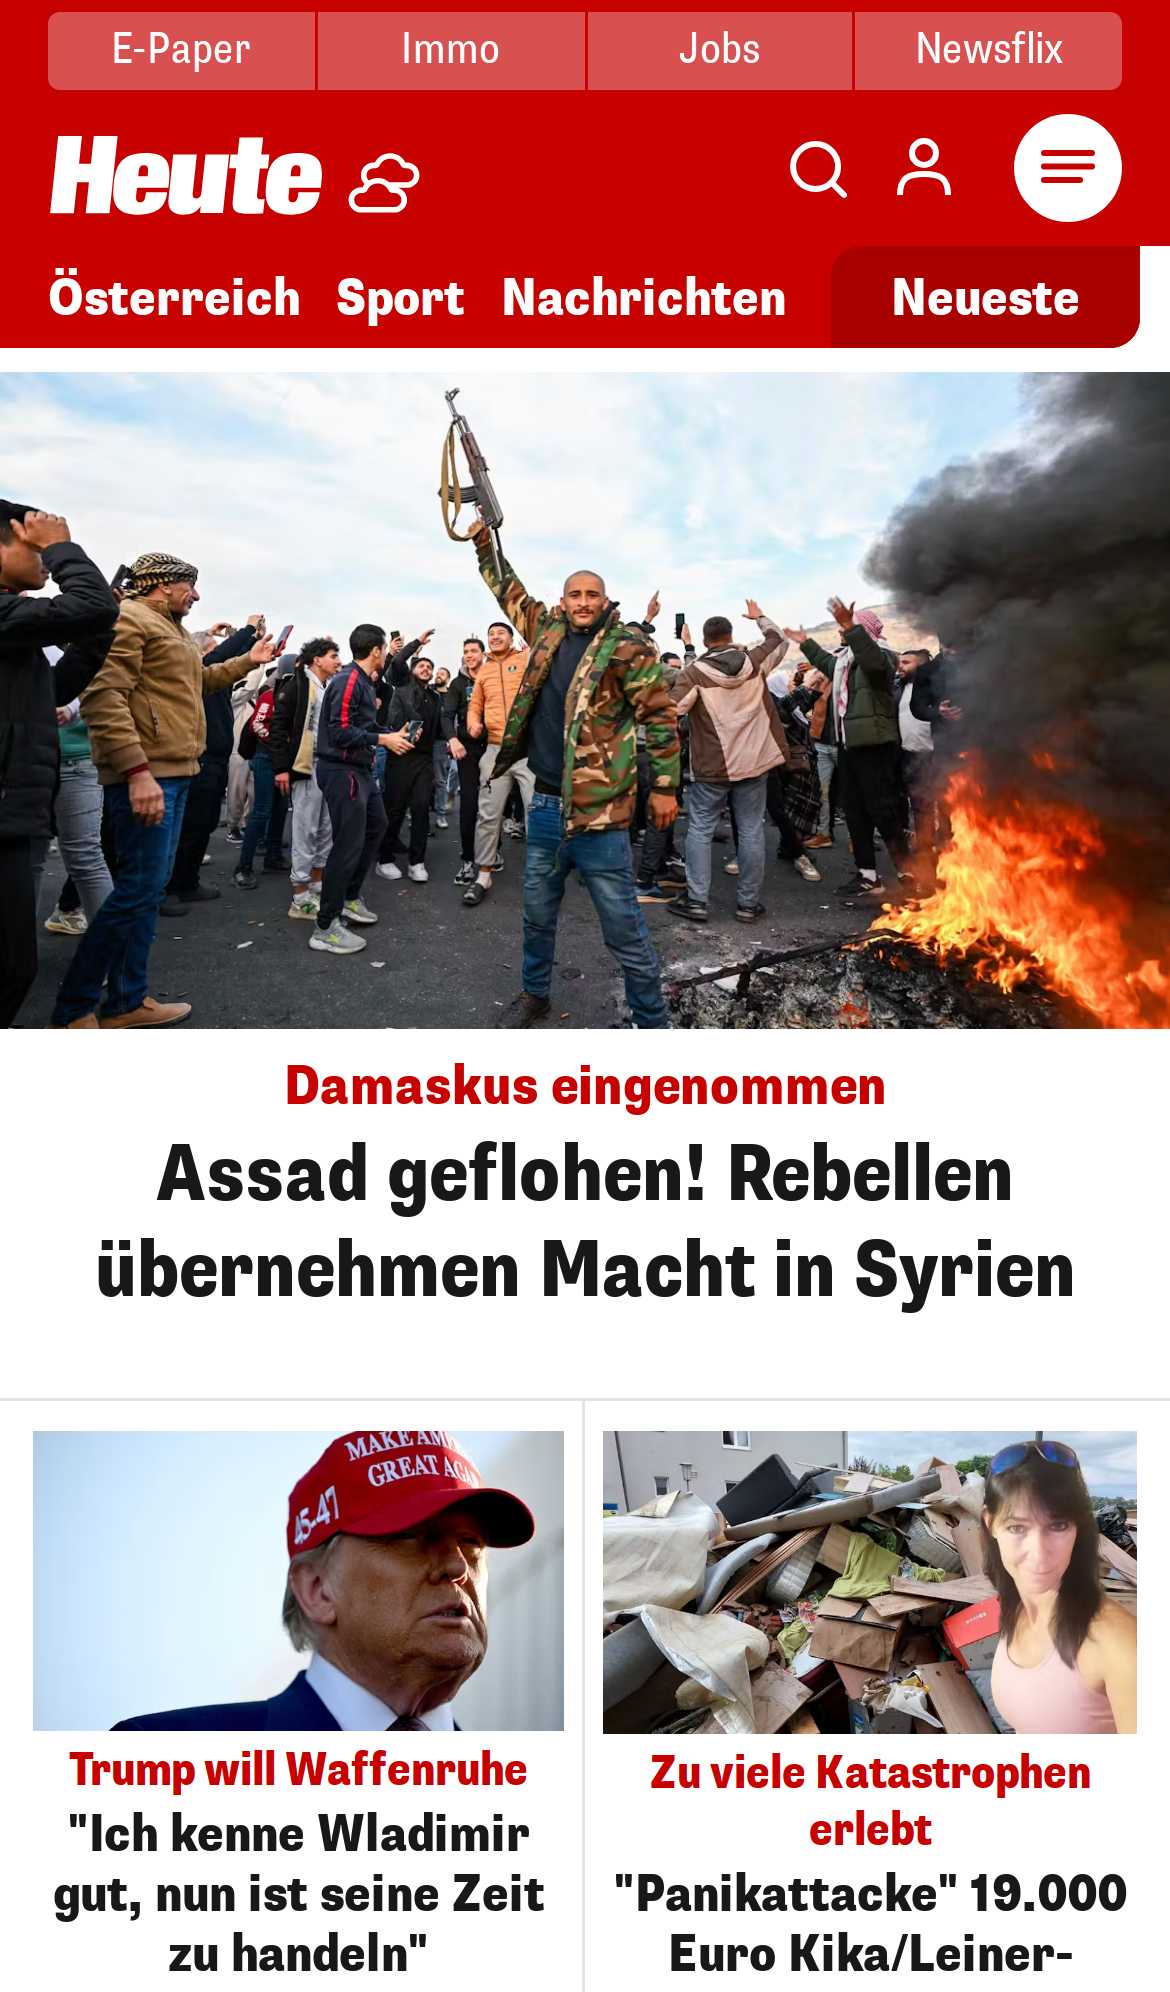 E-Paper Immo Jobs Newsflix
Heute
Österreich Sport Nachrichten Neueste
Damaskus eingenommen
Assad geflohen! Rebellen
übernehmen Macht in Syrien
MAKE
GREAT
45-47
Trump will Waffenruhe
"Ich kenne Wladimir
gut, nun ist seine Zeit
zu handeln"
Zu viele Katastrophen
erlebt
"Panikattacke" 19.000
Euro Kika/Leiner-